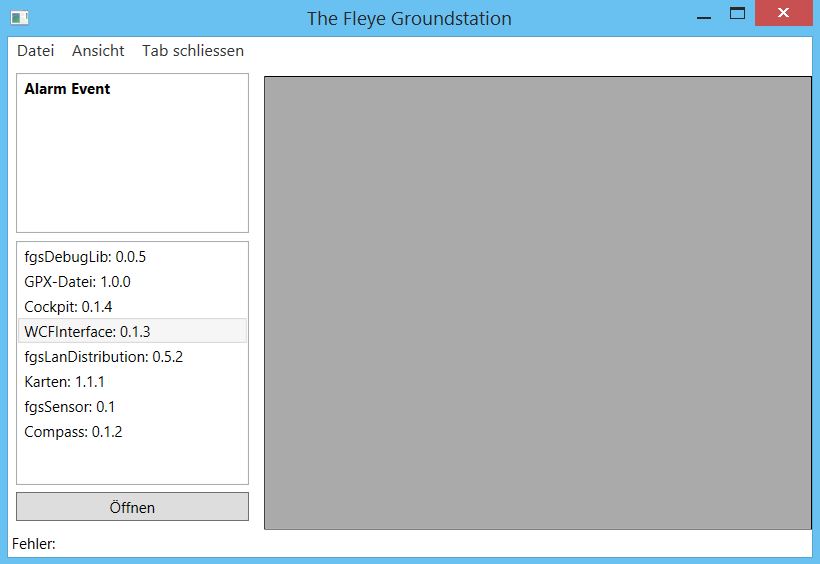 The Fleye Groundstation
Datei Ansicht Tab schliessen
Alarm Event
fgsDebugLib: 0.0.5
GPX-Datei: 1.0.0
Cockpit: 0.1.4
WCFInterface: 0.1.3
fgsLanDistribution: 0.5.2
Karten: 1.1.1
fgsSensor: 0.1
Compass: 0.1.2
Öffnen
Fehler: